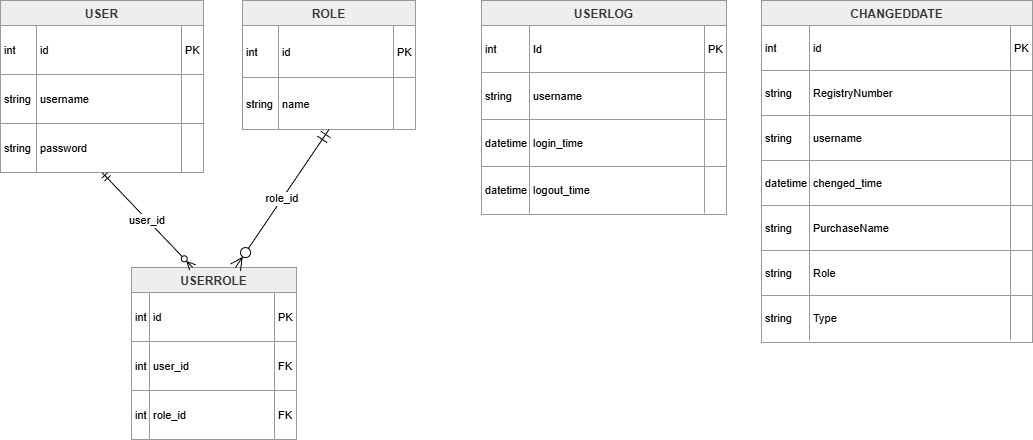 USER
int id PK
string username
string password
ROLE
int id PK
string name
USERLOG
int Id PK
string username
datetime login_time
datetime logout_time
CHANGEDDATE
int id PK
string RegistryNumber
string username
datetime chenged_time
string PurchaseName
string Role
string Type
user_id
role_id
USERROLE
int id PK
int user_id FK
int role_id FK